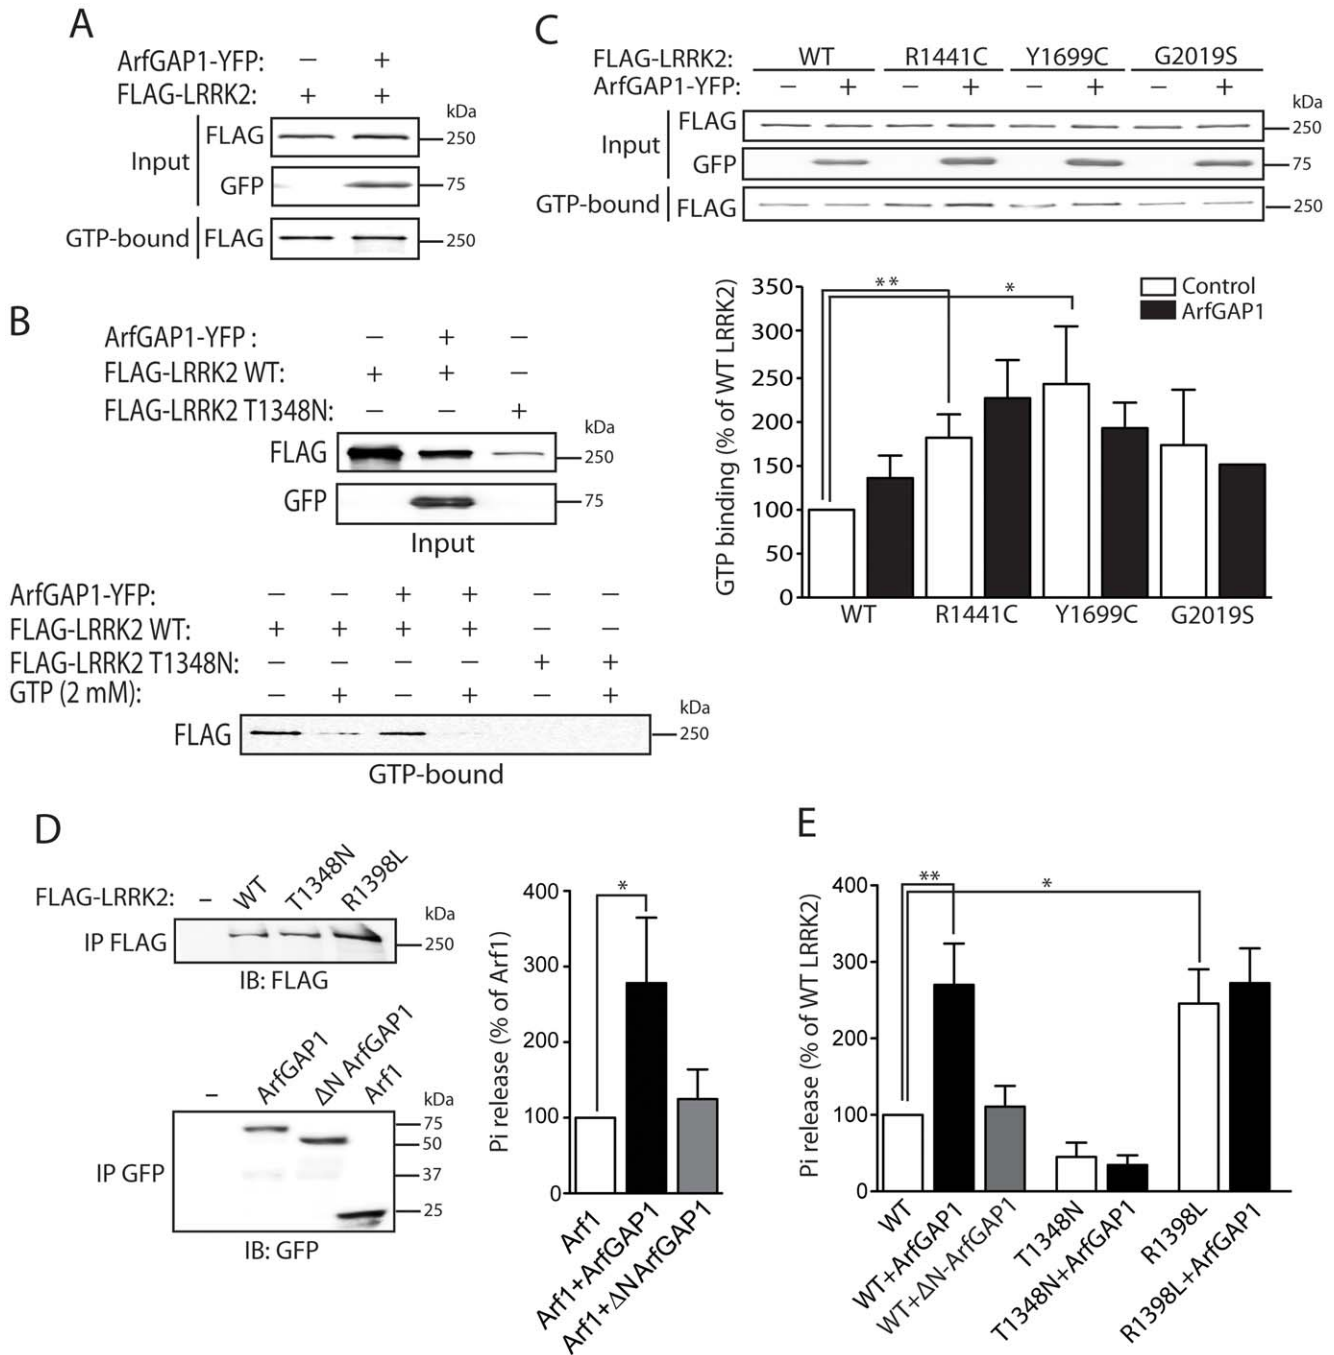 A
ArfGAP1-YFP: − +
FLAG-LRRK2: + +
kDa
Input FLAG 250
GFP 75
GTP-bound FLAG 250
B
ArfGAP1-YFP : − + −
FLAG-LRRK2 WT: + + −
FLAG-LRRK2 T1348N: − − +
kDa
FLAG 250
GFP 75
Input
ArfGAP1-YFP: − − + + − −
FLAG-LRRK2 WT: + + + + − −
FLAG-LRRK2 T1348N: − − − − + +
GTP (2 mM): − + − + − +
kDa
FLAG 250
GTP-bound
C
FLAG-LRRK2: WT R1441C Y1699C G2019S
ArfGAP1-YFP: − + − + − + − +
kDa
Input FLAG 250
GFP 75
GTP-bound FLAG 250
GTP binding (% of WT LRRK2)
350
300
250
200
150
100
50
0
** *
Control
ArfGAP1
WT R1441C Y1699C G2019S
D
FLAG-LRRK2: − WT T1348N R1398L
kDa
IP FLAG 250
IB: FLAG
− ArfGAP1 ΔN ArfGAP1 Arf1
kDa
75
50
IP GFP 37
25
IB: GFP
Pi release (% of Arf1)
400
300
200
100
0
*
Arf1
Arf1+ArfGAP1
Arf1+ΔN ArfGAP1
E
Pi release (% of WT LRRK2)
400
300
200
100
0
** *
WT
WT+ArfGAP1
WT+ΔN-ArfGAP1
T1348N
T1348N+ArfGAP1
R1398L
R1398L+ArfGAP1